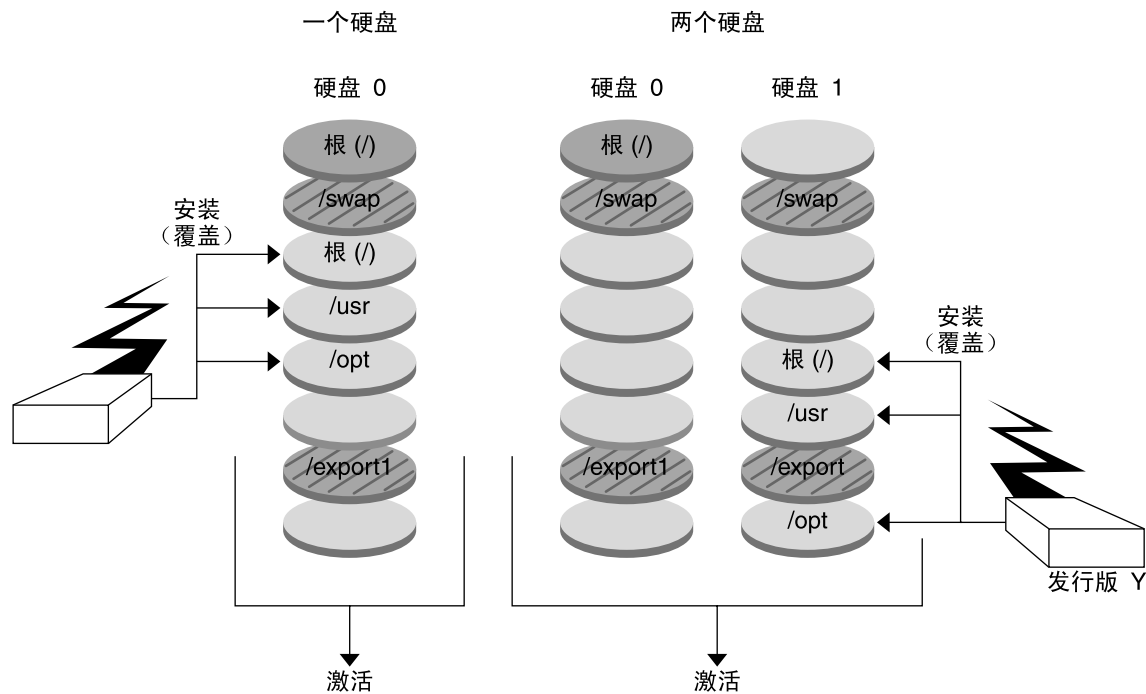 一个硬盘
两个硬盘
硬盘 0
硬盘 0
硬盘 1
根 (/)
根 (/)
/swap
/swap
/swap
安装
（覆盖）
根 (/)
/usr
/opt
安装
（覆盖）
根 (/)
/usr
/export1
/export1
/export
/opt
发行版 Y
激活
激活